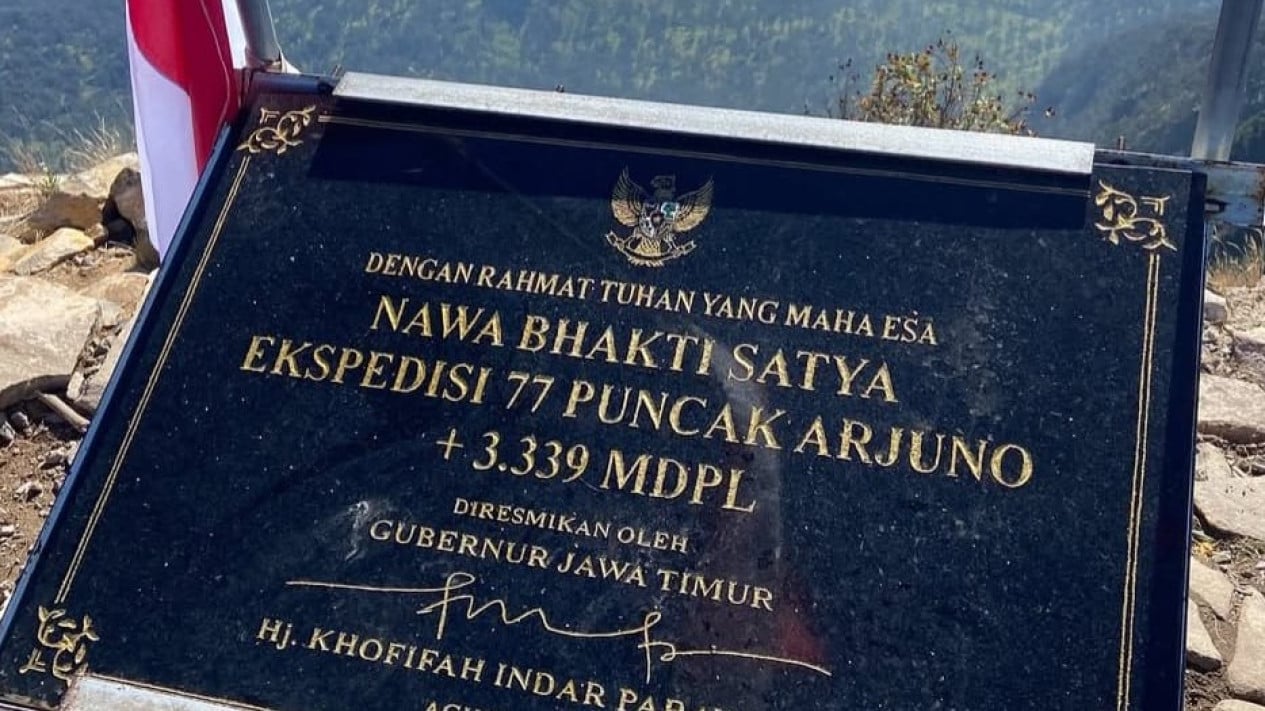 DENGAN RAHMAT TUHAN YANG MAHA ESA
NAWA BHAKTI SATYA
EKSPEDISI 77 PUNCAK ARJUNO
+ 3.339 MDPL
DIRESMIKAN OLEH
GUBERNUR JAWA TIMUR
Hj. KHOFIFAH INDAR